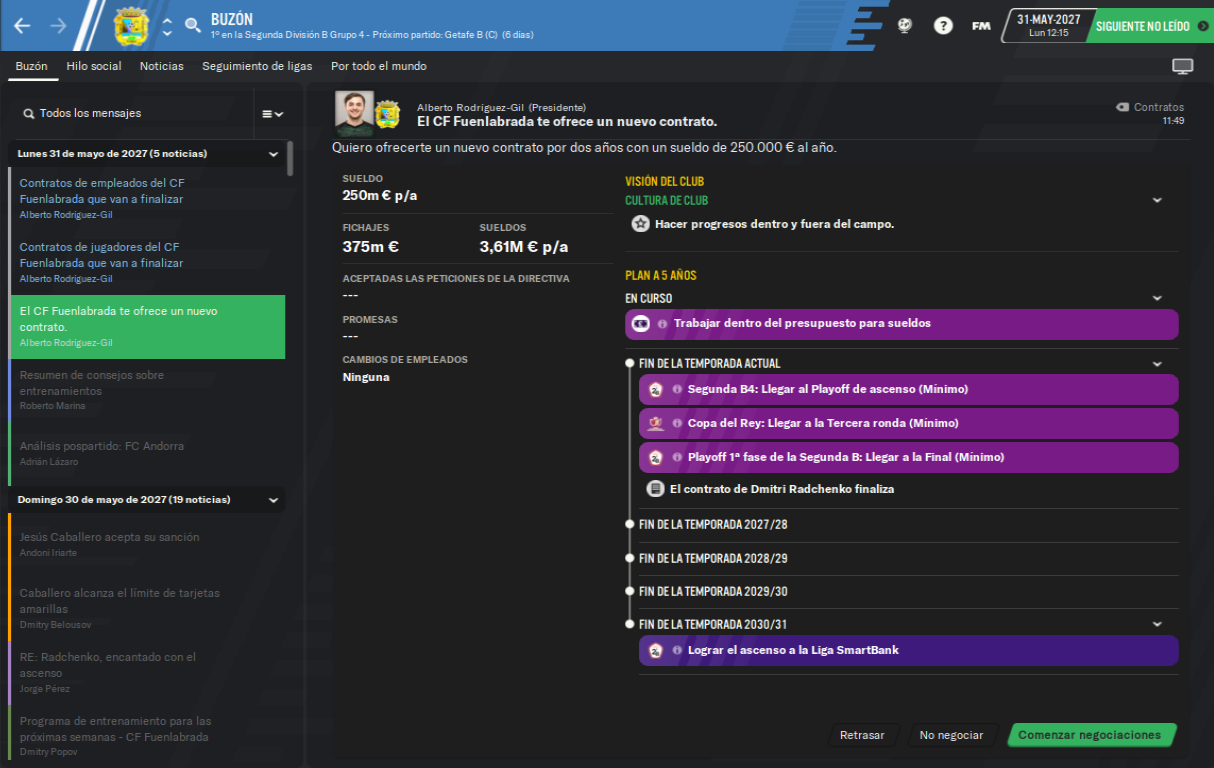 BUZÓN
1º en la Segunda División B Grupo 4 - Próximo partido: Getafe B (C) (6 días)
?
FM
31-MAY-2027
Lun 12:15
SIGUIENTE NO LEÍDO
Buzón
Hilo social
Noticias
Seguimiento de ligas
Por todo el mundo
Todos los mensajes
Lunes 31 de mayo de 2027 (5 noticias)
Contratos de empleados del CF
Fuenlabrada que van a finalizar
Alberto Rodríguez-Gil
Contratos de jugadores del CF
Fuenlabrada que van a finalizar
Alberto Rodríguez-Gil
El CF Fuenlabrada te ofrece un nuevo
contrato.
Alberto Rodríguez-Gil
Resumen de consejos sobre
entrenamientos
Roberto Marina
Análisis pospartido: FC Andorra
Adrián Lázaro
Domingo 30 de mayo de 2027 (19 noticias)
Jesús Caballero acepta su sanción
Andoni Iriarte
Caballero alcanza el límite de tarjetas
amarillas
Dmitry Belousov
RE: Radchenko, encantado con el
ascenso
Jorge Pérez
Programa de entrenamiento para las
próximas semanas - CF Fuenlabrada
Dmitry Popov
Alberto Rodríguez-Gil (Presidente)
El CF Fuenlabrada te ofrece un nuevo contrato.
Contratos
11:49
Quiero ofrecerte un nuevo contrato por dos años con un sueldo de 250.000 € al año.
SUELDO
250m € p/a
FICHAJES
SUELDOS
375m €
3,61M € p/a
ACEPTADAS LAS PETICIONES DE LA DIRECTIVA
---
PROMESAS
---
CAMBIOS DE EMPLEADOS
Ninguna
VISIÓN DEL CLUB
CULTURA DE CLUB
Hacer progresos dentro y fuera del campo.
PLAN A 5 AÑOS
EN CURSO
Trabajar dentro del presupuesto para sueldos
FIN DE LA TEMPORADA ACTUAL
Segunda B4: Llegar al Playoff de ascenso (Mínimo)
Copa del Rey: Llegar a la Tercera ronda (Mínimo)
Playoff 1ª fase de la Segunda B: Llegar a la Final (Mínimo)
El contrato de Dmitri Radchenko finaliza
FIN DE LA TEMPORADA 2027/28
FIN DE LA TEMPORADA 2028/29
FIN DE LA TEMPORADA 2029/30
FIN DE LA TEMPORADA 2030/31
Lograr el ascenso a la Liga SmartBank
Retrasar
No negociar
Comenzar negociaciones